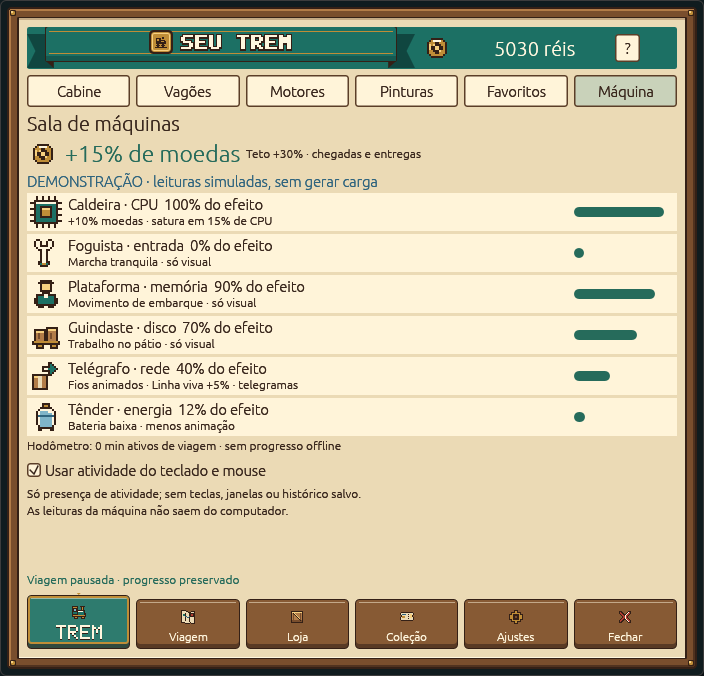 SEU TREM
5030 réis
?
Cabine
Vagões
Motores
Pinturas
Favoritos
Máquina
Sala de máquinas
+15% de moedas Teto +30% · chegadas e entregas
DEMONSTRAÇÃO · leituras simuladas, sem gerar carga
Caldeira · CPU 100% do efeito
+10% moedas · satura em 15% de CPU
Foguista · entrada 0% do efeito
Marcha tranquila · só visual
Plataforma · memória 90% do efeito
Movimento de embarque · só visual
Guindaste · disco 70% do efeito
Trabalho no pátio · só visual
Telégrafo · rede 40% do efeito
Fios animados · Linha viva +5% · telegramas
Tênder · energia 12% do efeito
Bateria baixa · menos animação
Hodômetro: 0 min ativos de viagem · sem progresso offline
Usar atividade do teclado e mouse
Só presença de atividade; sem teclas, janelas ou histórico salvo.
As leituras da máquina não saem do computador.
Viagem pausada · progresso preservado
TREM
Viagem
Loja
Coleção
Ajustes
Fechar